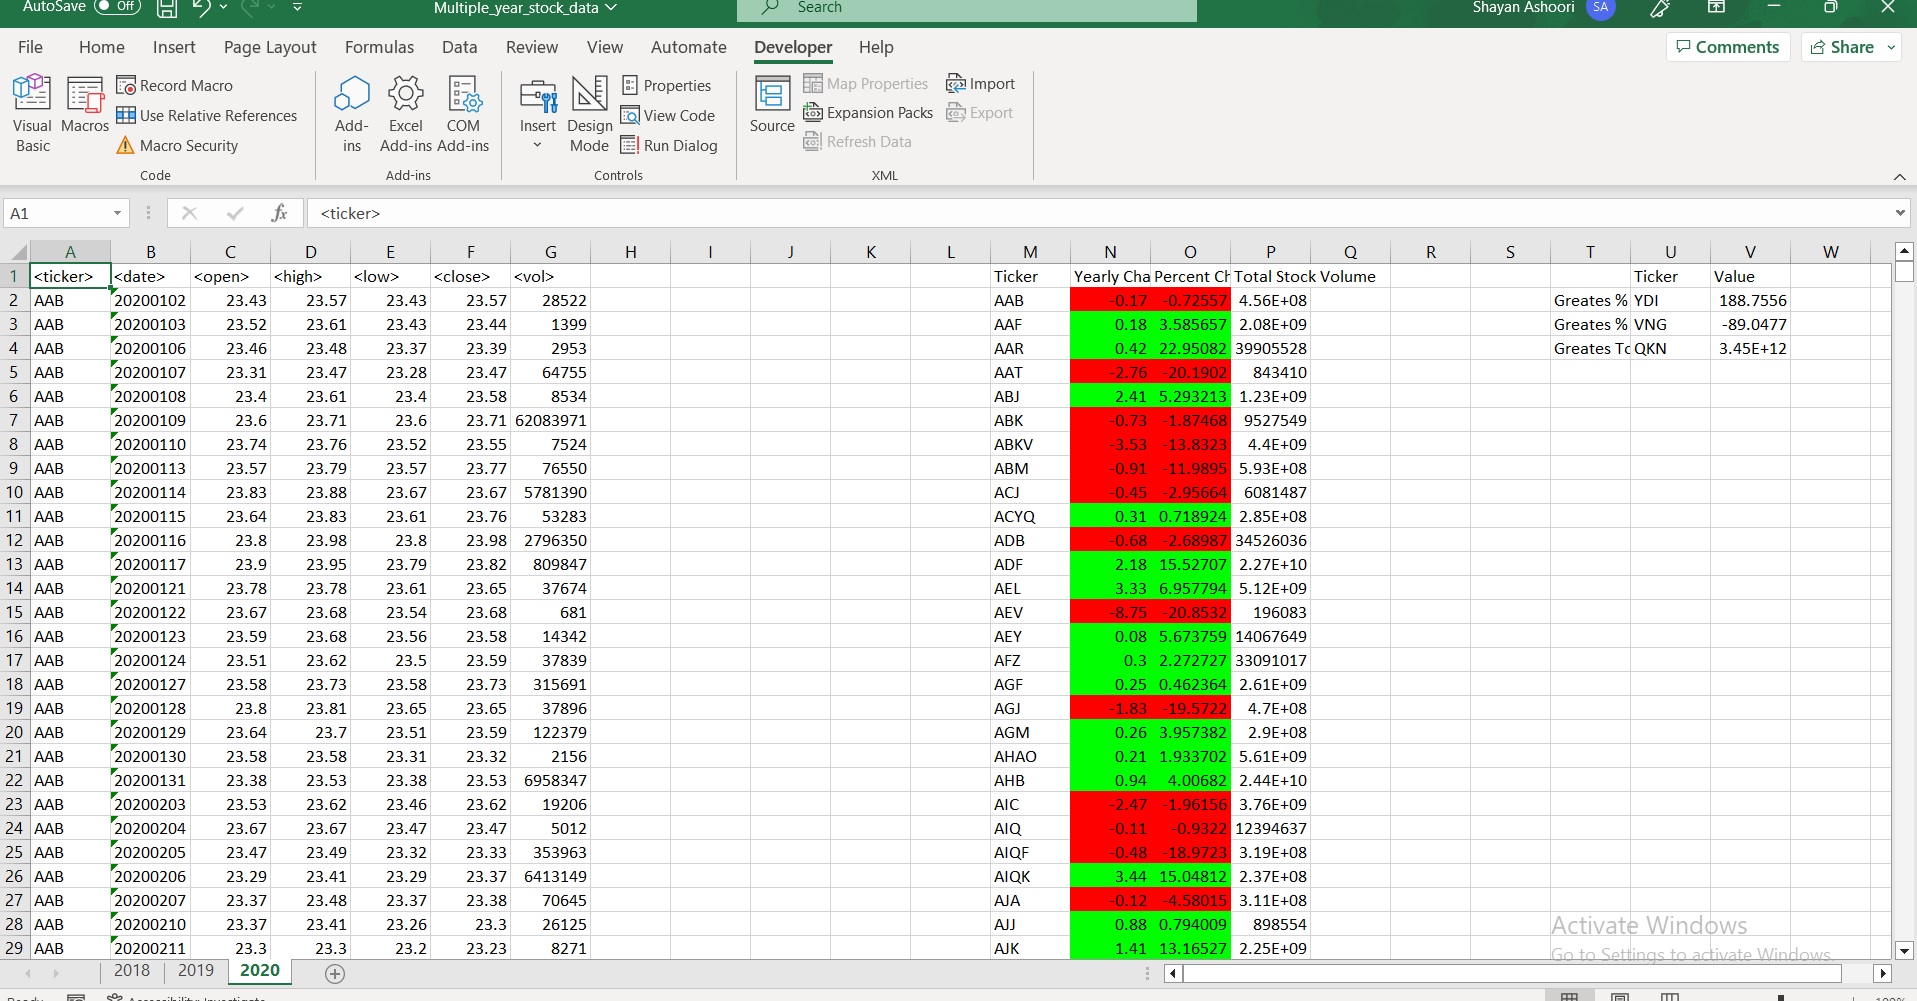 AutoSave Off Multiple_year_stock_data Search Shayan Ashoori SA
File Home Insert Page Layout Formulas Data Review View Automate Developer Help Comments Share
Visual Basic
Macros
Record Macro
Use Relative References
Macro Security
Code
Add-ins
Excel Add-ins
COM Add-ins
Add-ins
Insert
Design Mode
Properties
View Code
Run Dialog
Controls
Source
Map Properties
Expansion Packs
Refresh Data
Import
Export
XML
A1 fx <ticker>
A B C D E F G H I J K L M N O P Q R S T U V W
1 <ticker> <date> <open> <high> <low> <close> <vol> Ticker Yearly Cha Percent Ch Total Stock Volume Ticker Value
2 AAB 20200102 23.43 23.57 23.43 23.57 28522 AAB -0.17 -0.72557 4.56E+08 Greates % YDI 188.7556
3 AAB 20200103 23.52 23.61 23.43 23.44 1399 AAF 0.18 3.585657 2.08E+09 Greates % VNG -89.0477
4 AAB 20200106 23.46 23.48 23.37 23.39 2953 AAR 0.42 22.95082 39905528 Greates To QKN 3.45E+12
5 AAB 20200107 23.31 23.47 23.28 23.47 64755 AAT -2.76 -20.1902 843410
6 AAB 20200108 23.4 23.61 23.4 23.58 8534 ABJ 2.41 5.293213 1.23E+09
7 AAB 20200109 23.6 23.71 23.6 23.71 62083971 ABK -0.73 -1.87468 9527549
8 AAB 20200110 23.74 23.76 23.52 23.55 7524 ABKV -3.53 -13.8323 4.4E+09
9 AAB 20200113 23.57 23.79 23.57 23.77 76550 ABM -0.91 -11.9895 5.93E+08
10 AAB 20200114 23.83 23.88 23.67 23.67 5781390 ACJ -0.45 -2.95664 6081487
11 AAB 20200115 23.64 23.83 23.61 23.76 53283 ACYQ 0.31 0.718924 2.85E+08
12 AAB 20200116 23.8 23.98 23.8 23.98 2796350 ADB -0.68 -2.68987 34526036
13 AAB 20200117 23.9 23.95 23.79 23.82 809847 ADF 2.18 15.52707 2.27E+10
14 AAB 20200121 23.78 23.78 23.61 23.65 37674 AEL 3.33 6.957794 5.12E+09
15 AAB 20200122 23.67 23.68 23.54 23.68 681 AEV -8.75 -20.8532 196083
16 AAB 20200123 23.59 23.68 23.56 23.58 14342 AEY 0.08 5.673759 14067649
17 AAB 20200124 23.51 23.62 23.5 23.59 37839 AFZ 0.3 2.272727 33091017
18 AAB 20200127 23.58 23.73 23.58 23.73 315691 AGF 0.25 0.462364 2.61E+09
19 AAB 20200128 23.8 23.81 23.65 23.65 37896 AGJ -1.83 -19.5722 4.7E+08
20 AAB 20200129 23.64 23.7 23.51 23.59 122379 AGM 0.26 3.957382 2.9E+08
21 AAB 20200130 23.58 23.58 23.31 23.32 2156 AHAO 0.21 1.933702 5.61E+09
22 AAB 20200131 23.38 23.53 23.38 23.53 6958347 AHB 0.94 4.00682 2.44E+10
23 AAB 20200203 23.53 23.62 23.46 23.62 19206 AIC -2.47 -1.96156 3.76E+09
24 AAB 20200204 23.67 23.67 23.47 23.47 5012 AIQ -0.11 -0.9322 12394637
25 AAB 20200205 23.47 23.49 23.32 23.33 353963 AIQF -0.48 -18.9723 3.19E+08
26 AAB 20200206 23.29 23.41 23.29 23.37 6413149 AIQK 3.44 15.04812 2.37E+08
27 AAB 20200207 23.37 23.48 23.37 23.38 70645 AJA -0.12 -4.58015 3.11E+08
28 AAB 20200210 23.37 23.41 23.26 23.3 26125 AJJ 0.88 0.794009 898554
29 AAB 20200211 23.3 23.3 23.2 23.23 8271 AJK 1.41 13.16527 2.25E+09
Activate Windows
Go to Settings to activate Windows.
2018 2019 2020